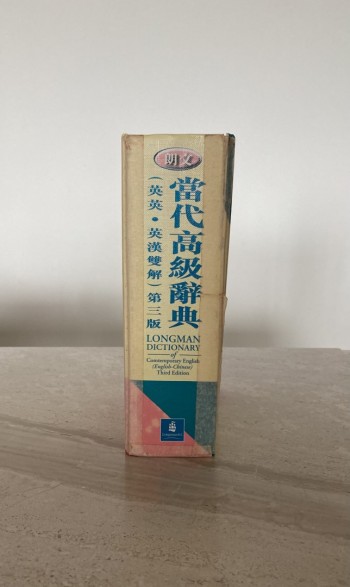 朗文
當代高級辭典
(英英•英漢雙解)第三版
LONGMAN
DICTIONARY
of
Contemporary English
(English-Chinese)
Third Edition